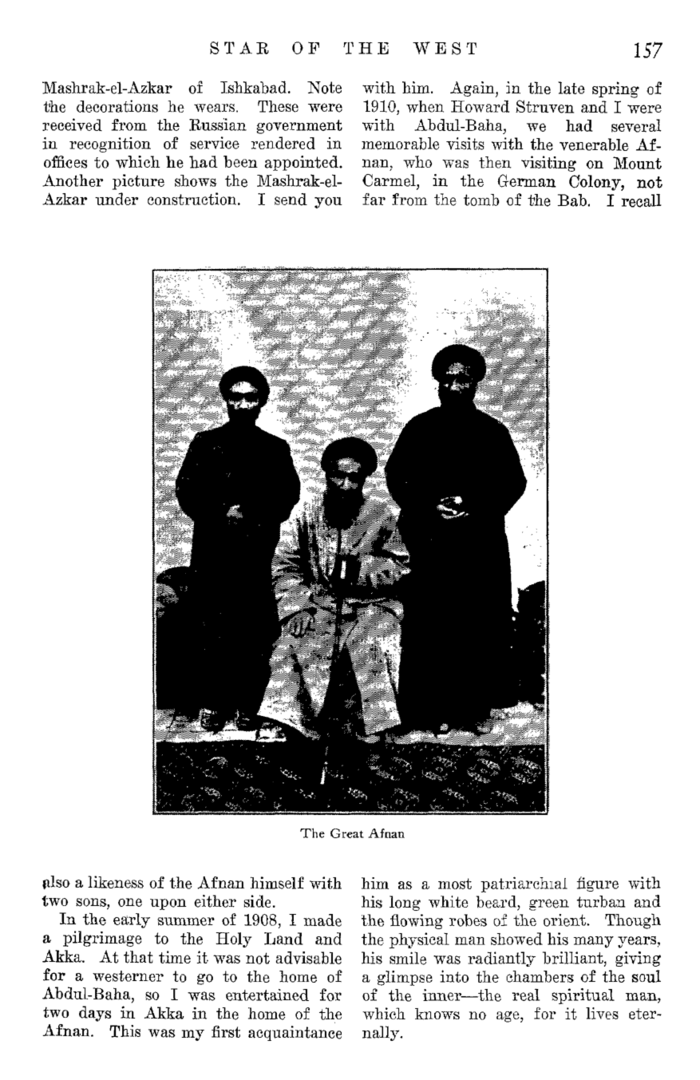 STAR OF THE WEST 157
Mashrak-el-Azkar of Ishkabad. Note
the decorations he wears. These were
received from the Russian government
in recognition of service rendered in
offices to which he had been appointed.
Another picture shows the Mashrak-el-
Azkar under construction. I send you
also a likeness of the Afnan himself with
two sons, one upon either side.
In the early summer of 1908, I made
a pilgrimage to the Holy Land and
Akka. At that time it was not advisable
for a westerner to go to the home of
Abdul-Baha, so I was entertained for
two days in Akka in the home of the
Afnan. This was my first acquaintance
with him. Again, in the late spring of
1910, when Howard Struven and I were
with Abdul-Baha, we had several
memorable visits with the venerable Af-
nan, who was then visiting on Mount
Carmel, in the German Colony, not
far from the tomb of the Bab. I recall
The Great Afnan
him as a most patriarchial figure with
his long white beard, green turban and
the flowing robes of the orient. Though
the physical man showed his many years,
his smile was radiantly brilliant, giving
a glimpse into the chambers of the soul
of the inner—the real spiritual man,
which knows no age, for it lives eter-
nally.